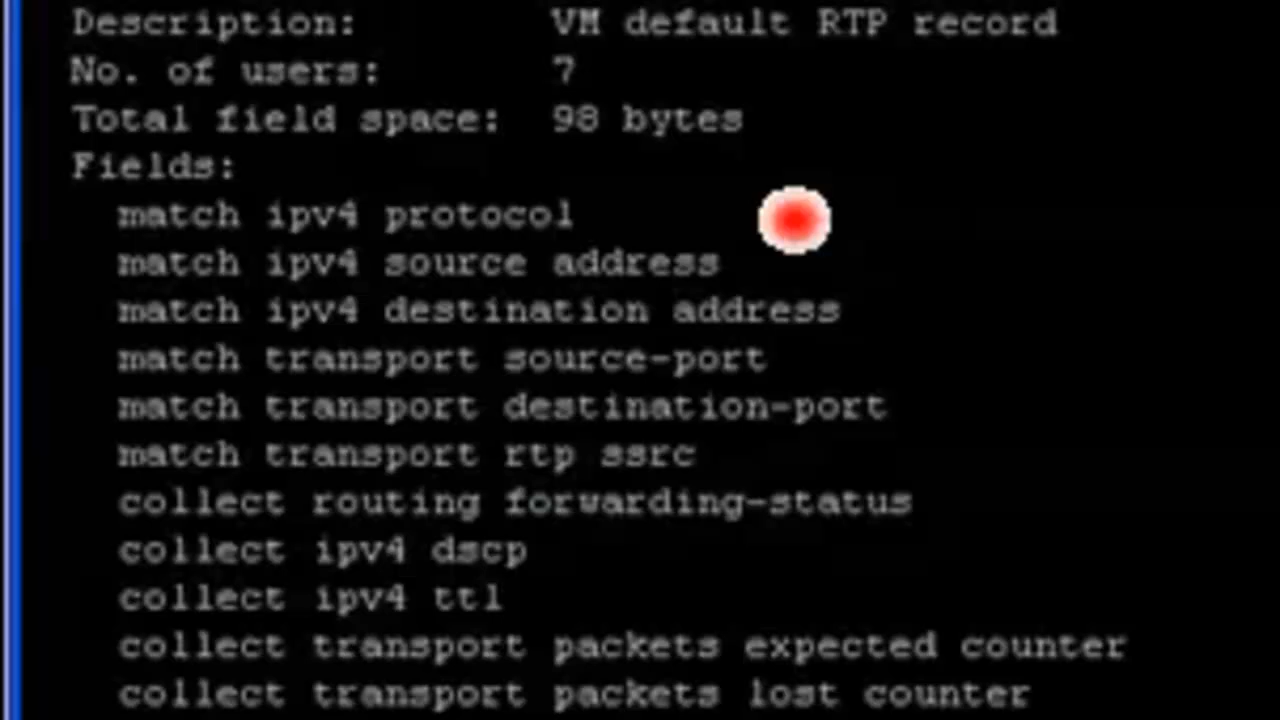 Description: VM default RTP record
No. of users: 7
Total field space: 98 bytes
Fields:
match ipv4 protocol
match ipv4 source address
match ipv4 destination address
match transport source-port
match transport destination-port
match transport rtp ssrc
collect routing forwarding-status
collect ipv4 dscp
collect ipv4 ttl
collect transport packets expected counter
collect transport packets lost counter